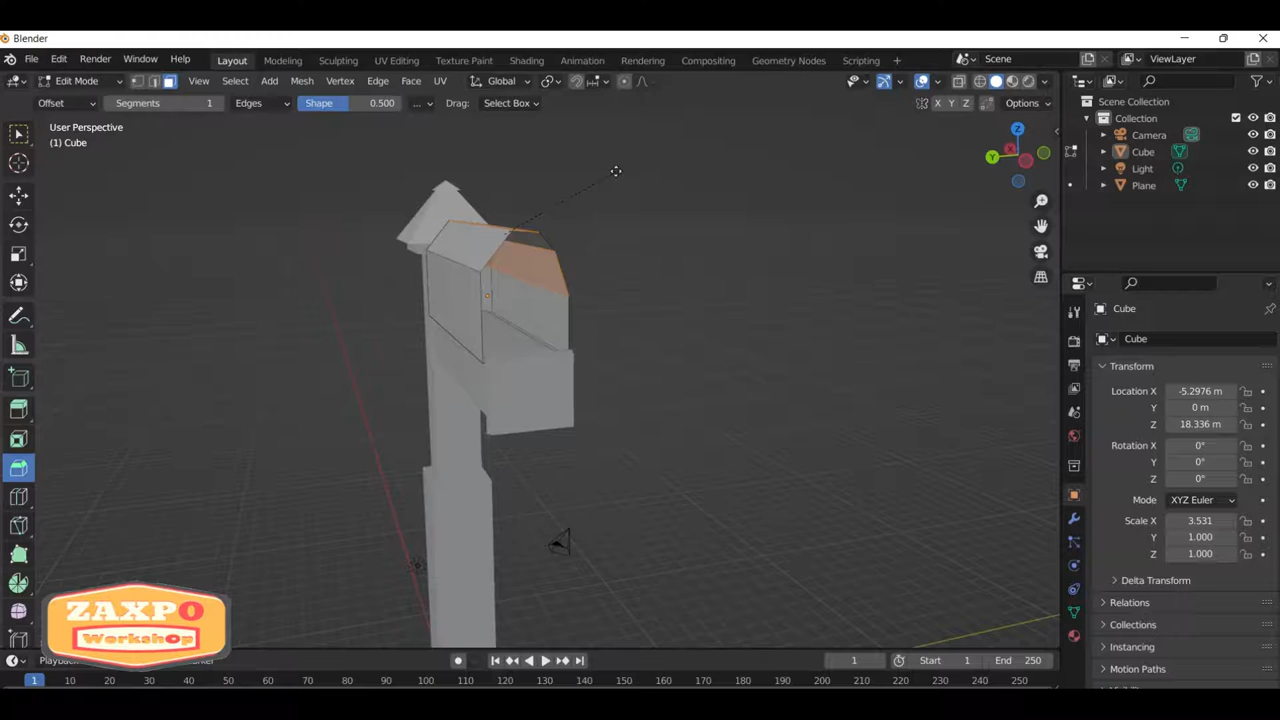 Blender
File Edit Render Window Help
Layout Modeling Sculpting UV Editing Texture Paint Shading Animation Rendering Compositing Geometry Nodes Scripting +
Scene
ViewLayer
Edit Mode
View Select Add Mesh Vertex Edge Face UV
Global
Offset
Segments 1
Edges
Shape 0.500
...
Drag: Select Box
X Y Z
Options
User Perspective
(1) Cube
Z
Y
X
Scene Collection
Collection
Camera
Cube
Light
Plane
Cube
Cube
Transform
Location X -5.2976 m
Y 0 m
Z 18.336 m
Rotation X 0°
Y 0°
Z 0°
Mode XYZ Euler
Scale X 3.531
Y 1.000
Z 1.000
Delta Transform
Relations
Collections
Instancing
Motion Paths
ZAXPO
Workshop
1
Start 1
End 250
1 10 20 30 40 50 60 70 80 90 100 110 120 130 140 150 160 170 180 190 200 210 220 230 240 250